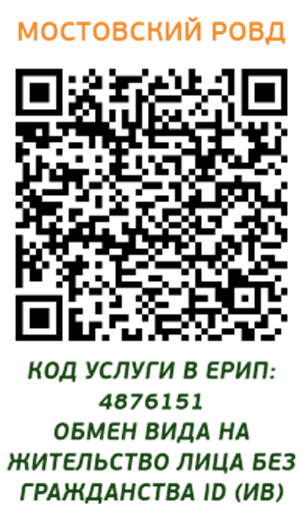 МОСТОВСКИЙ РОВД
КОД УСЛУГИ В ЕРИП:
4876151
ОБМЕН ВИДА НА
ЖИТЕЛЬСТВО ЛИЦА БЕЗ
ГРАЖДАНСТВА ID (ИВ)